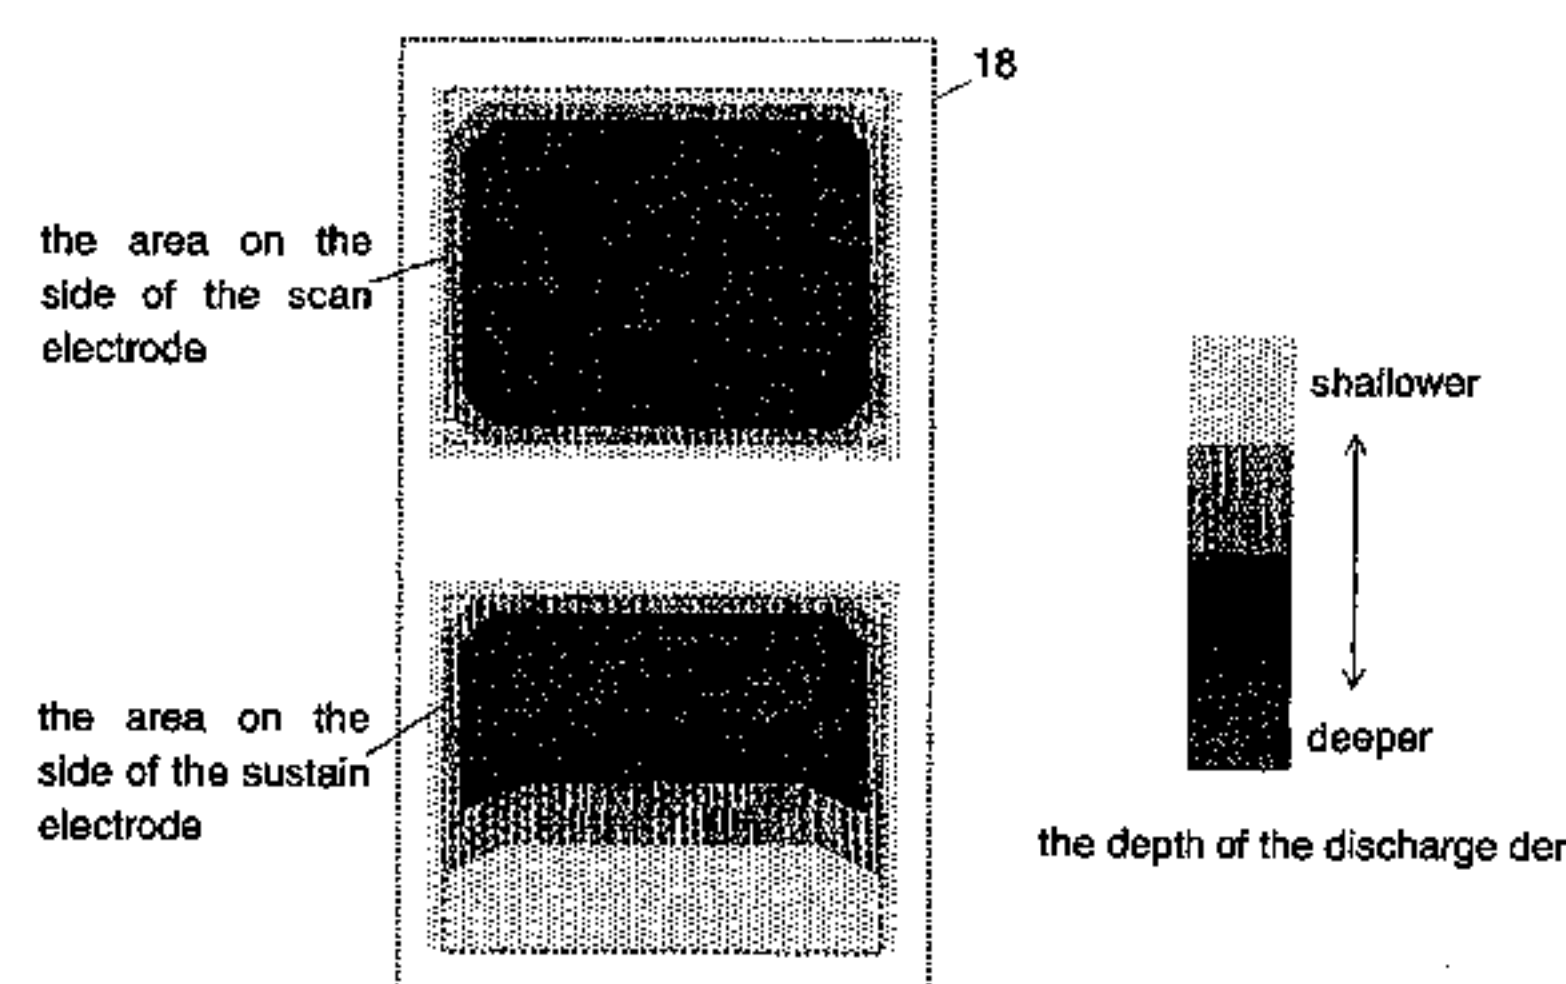 18
the area on the
side of the scan
electrode
shallower
deeper
the area on the
side of the sustain
electrode
the depth of the discharge